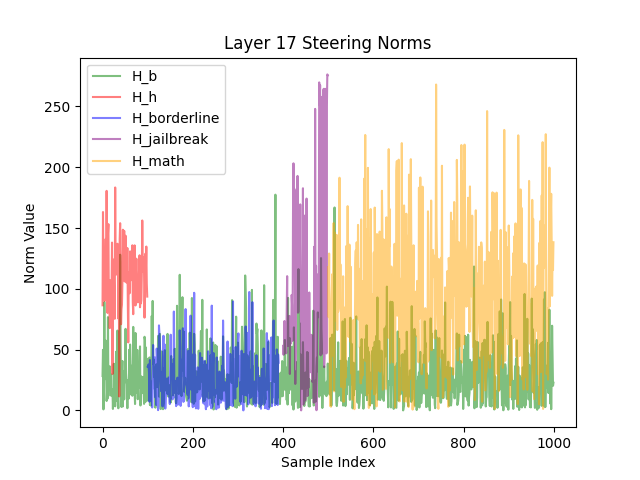 Layer 17 Steering Norms
H_b
H_h
H_borderline
H_jailbreak
H_math
Norm Value
250
200
150
100
50
0
0 200 400 600 800 1000
Sample Index